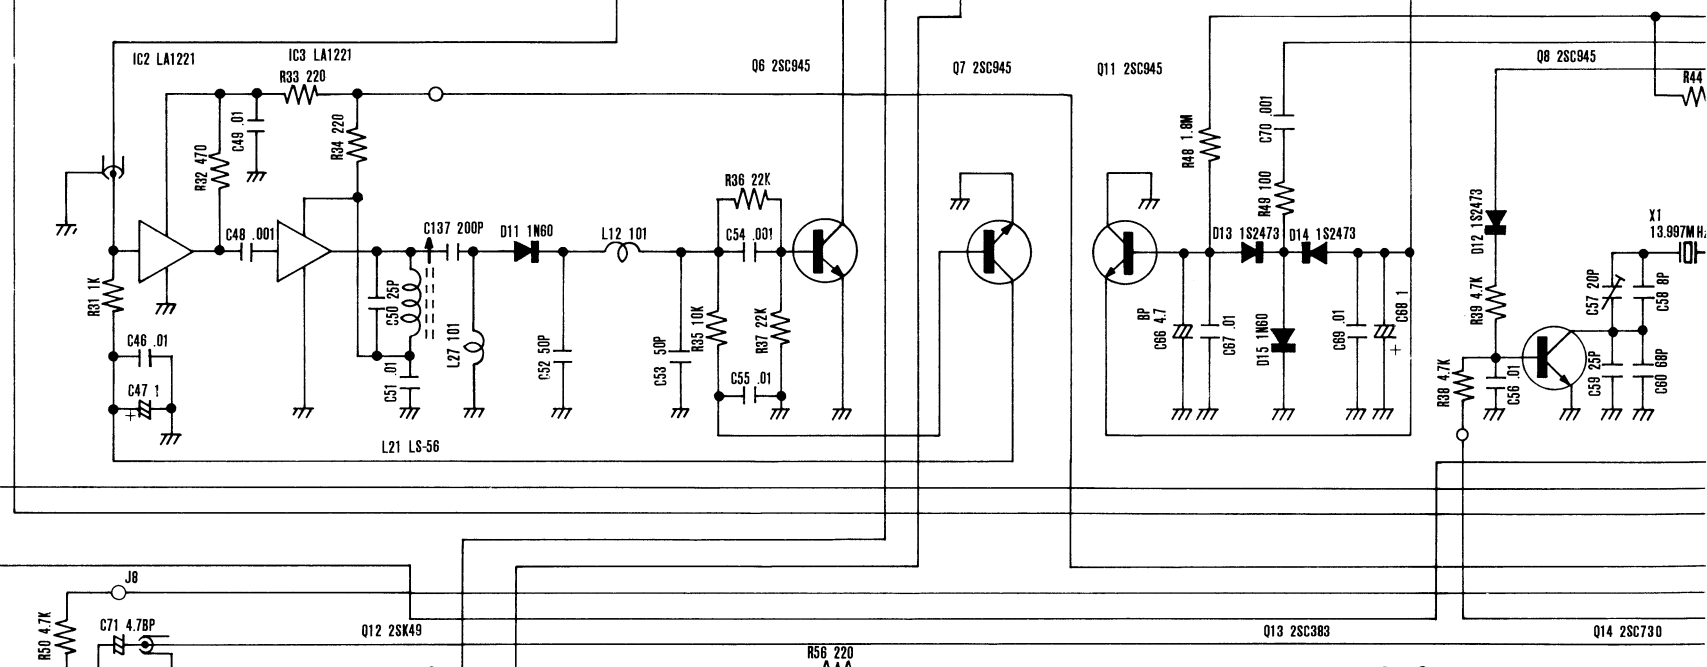 IC2 LA1221
IC3 LA1221
R33 220
Q6 2SC945
Q7 2SC945
Q11 2SC945
Q8 2SC945
R44
C49 .01
R34 220
R32 470
R48 1.8M
C70 .001
R49 100
R36 22K
D12 1S2473
X1
13.997MHz
C48 .001
C137 200P
D11 1N60
L12 101
C54 .001
D13 1S2473
D14 1S2473
R31 1K
C50 25P
R35 10K
R37 22K
BP
C66 4.7
C67 .01
D15 1N60
C69 .01
C68 1
+
R39 4.7K
C57 20P
C58 8P
C46 .01
L27 101
C52 50P
C53 50P
C47 1
+
C51 .01
C55 .01
R38 4.7K
C56 .01
C59 25P
C60 68P
L21 LS-56
J8
R50 4.7K
C71 4.7BP
Q12 2SK49
Q13 2SC383
Q14 2SC730
R56 220